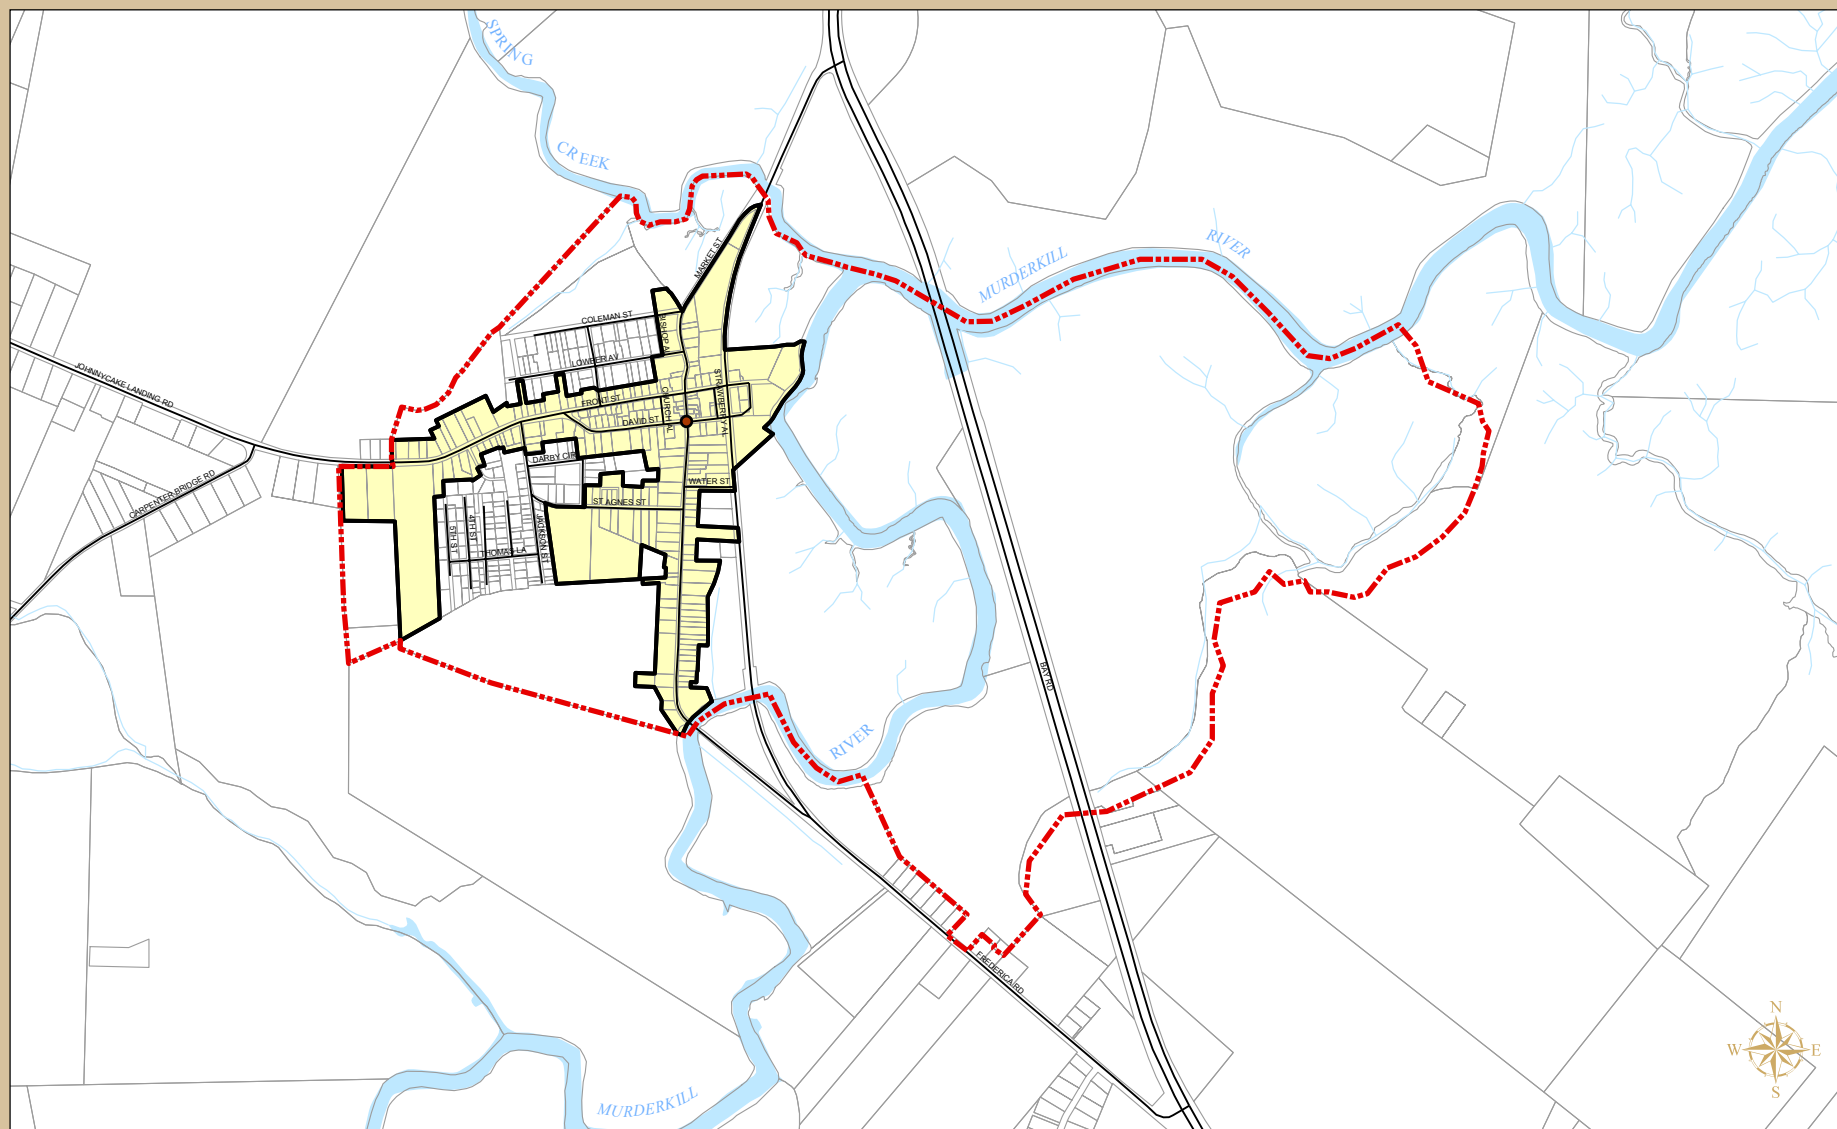 SPRING
CREEK
MURDERKILL
RIVER
MARKET ST
COLEMAN ST
BISHOP AL
LOWBER AV
JOHNNYCAKE LANDING RD
FRONT ST
CHURCH AL
STRAWBERRY AL
DAVID ST
DARBY CIR
CARPENTER BRIDGE RD
WATER ST
ST AGNES ST
5TH ST
4TH ST
JACKSON ST
THOMAS LA
BAY RD
RIVER
FREDERICA RD
MURDERKILL
N
W
E
S